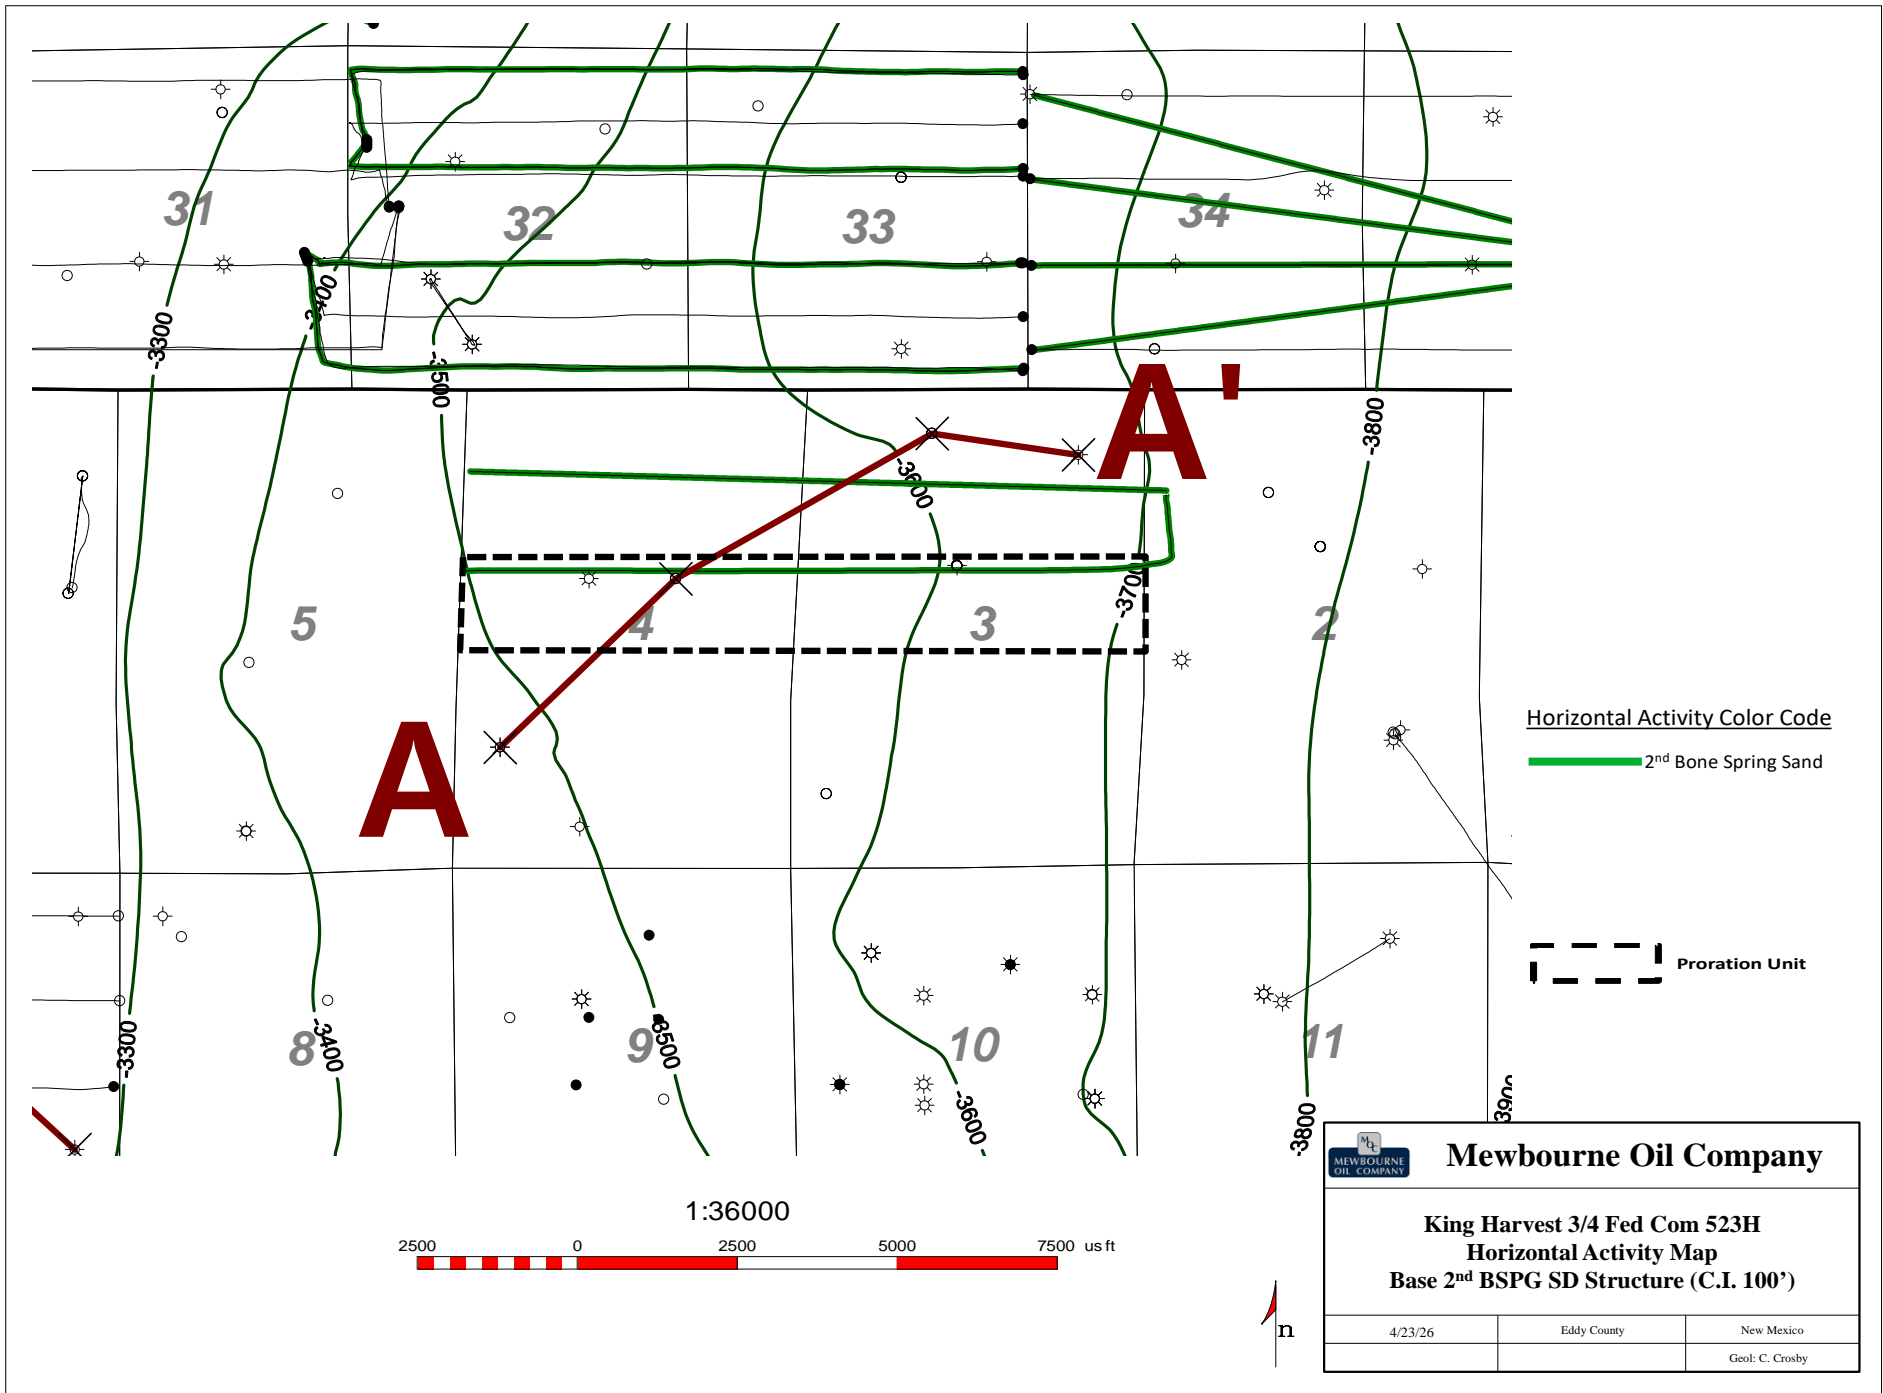 31
32
33
34
-3300
-3400
-3500
A'
-3600
-3800
-3700
5
4
3
2
A
Horizontal Activity Color Code
2nd Bone Spring Sand
Proration Unit
-3300
8
-3400
9
-3500
10
-3600
11
-3800
-3900
1:36000
2500 0 2500 5000 7500 us ft
n
MOC
MEWBOURNE
OIL COMPANY
Mewbourne Oil Company
King Harvest 3/4 Fed Com 523H
Horizontal Activity Map
Base 2nd BSPG SD Structure (C.I. 100’)
4/23/26 Eddy County New Mexico
Geol: C. Crosby